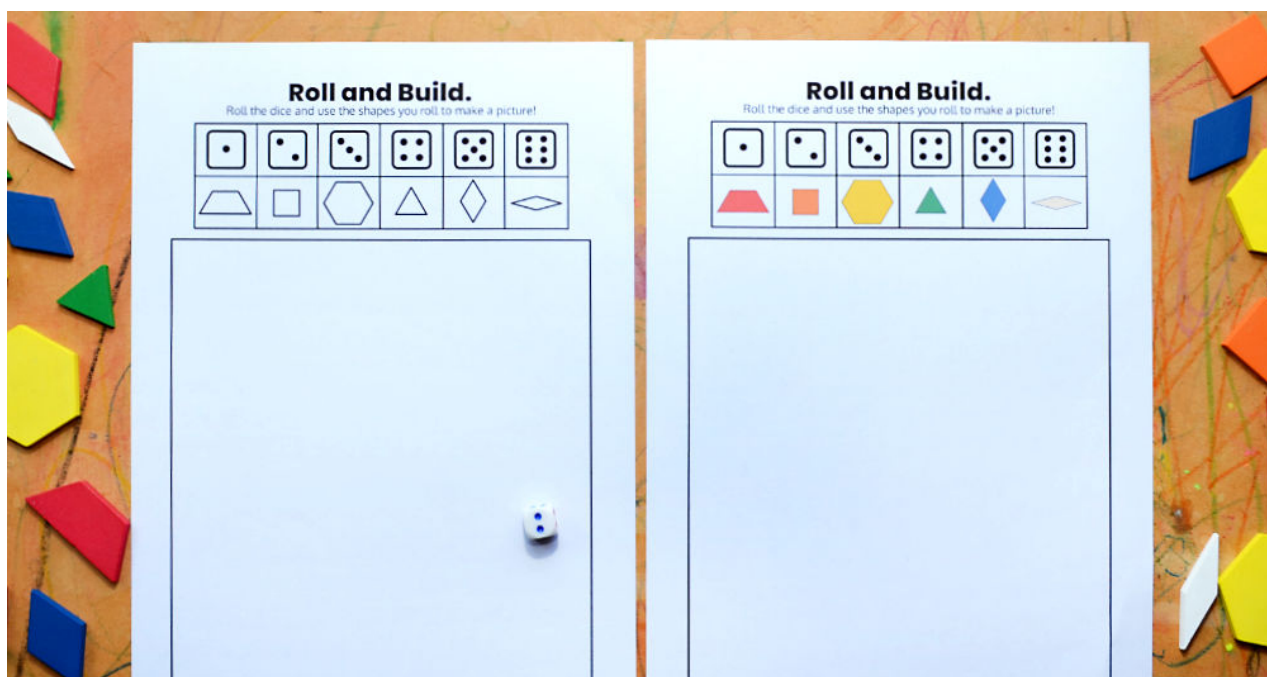 Roll and Build.
Roll the dice and use the shapes you roll to make a picture!
Roll and Build.
Roll the dice and use the shapes you roll to make a picture!